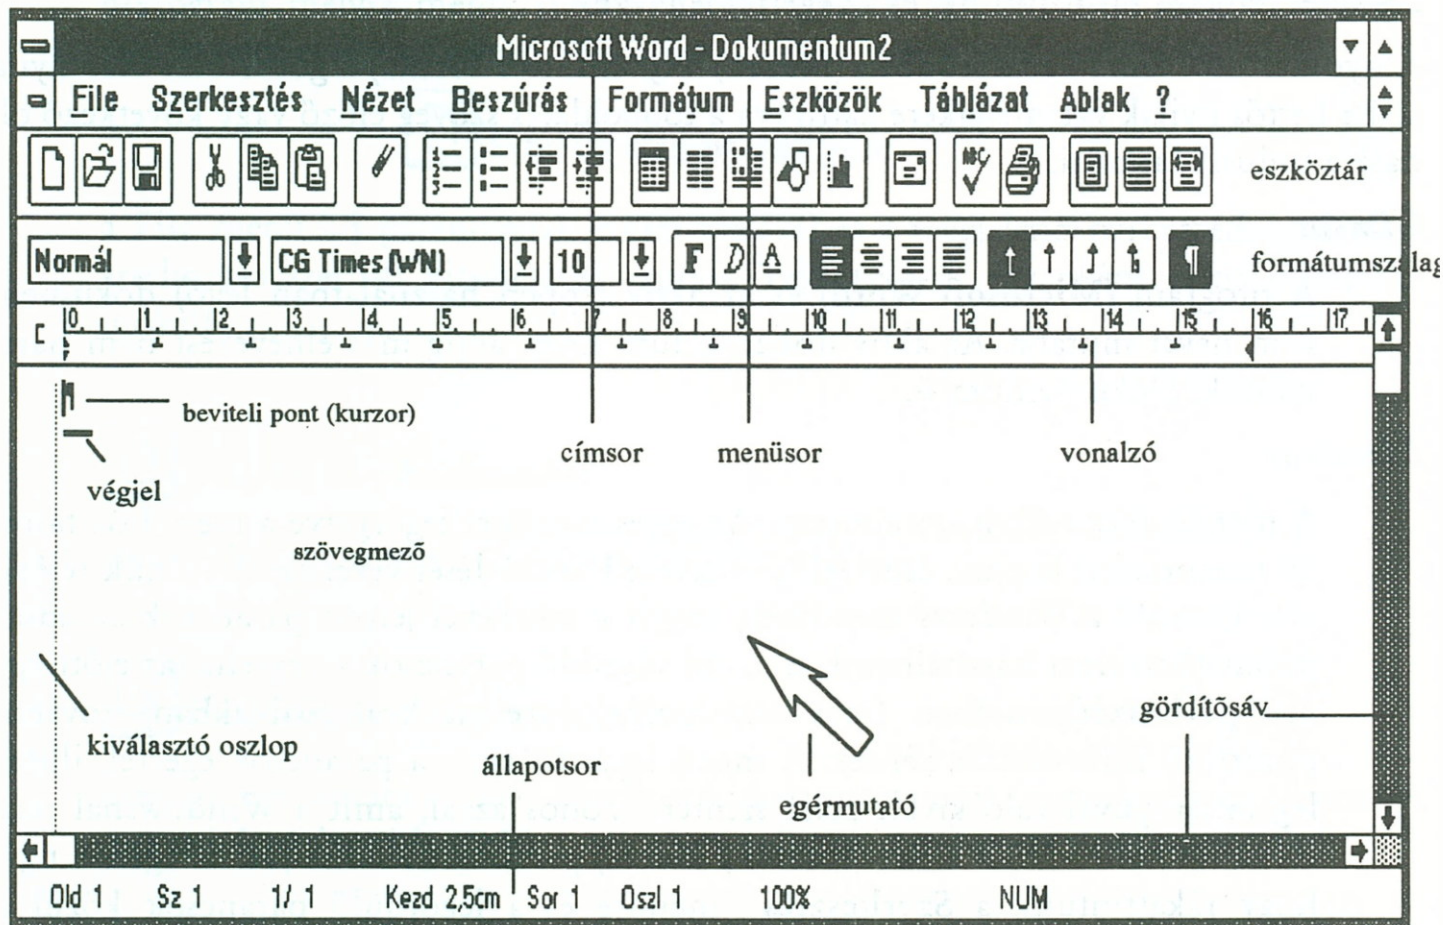 Microsoft Word - Dokumentum2
File Szerkesztés Nézet Beszúrás Formátum Eszközök Táblázat Ablak ?
ABC eszköztár
Normál CG Times (WN) 10 F D A ¶ formátumszalag
0 1 2 3 4 5 6 7 8 9 10 11 12 13 14 15 16 17
beviteli pont (kurzor)
címsor menüsor vonalzó
végjel
szövegmező
gördítõsáv
kiválasztó oszlop
állapotsor
egérmutató
Old 1 Sz 1 1/ 1 Kezd. 2,5cm Sor 1 Oszl 1 100% NUM